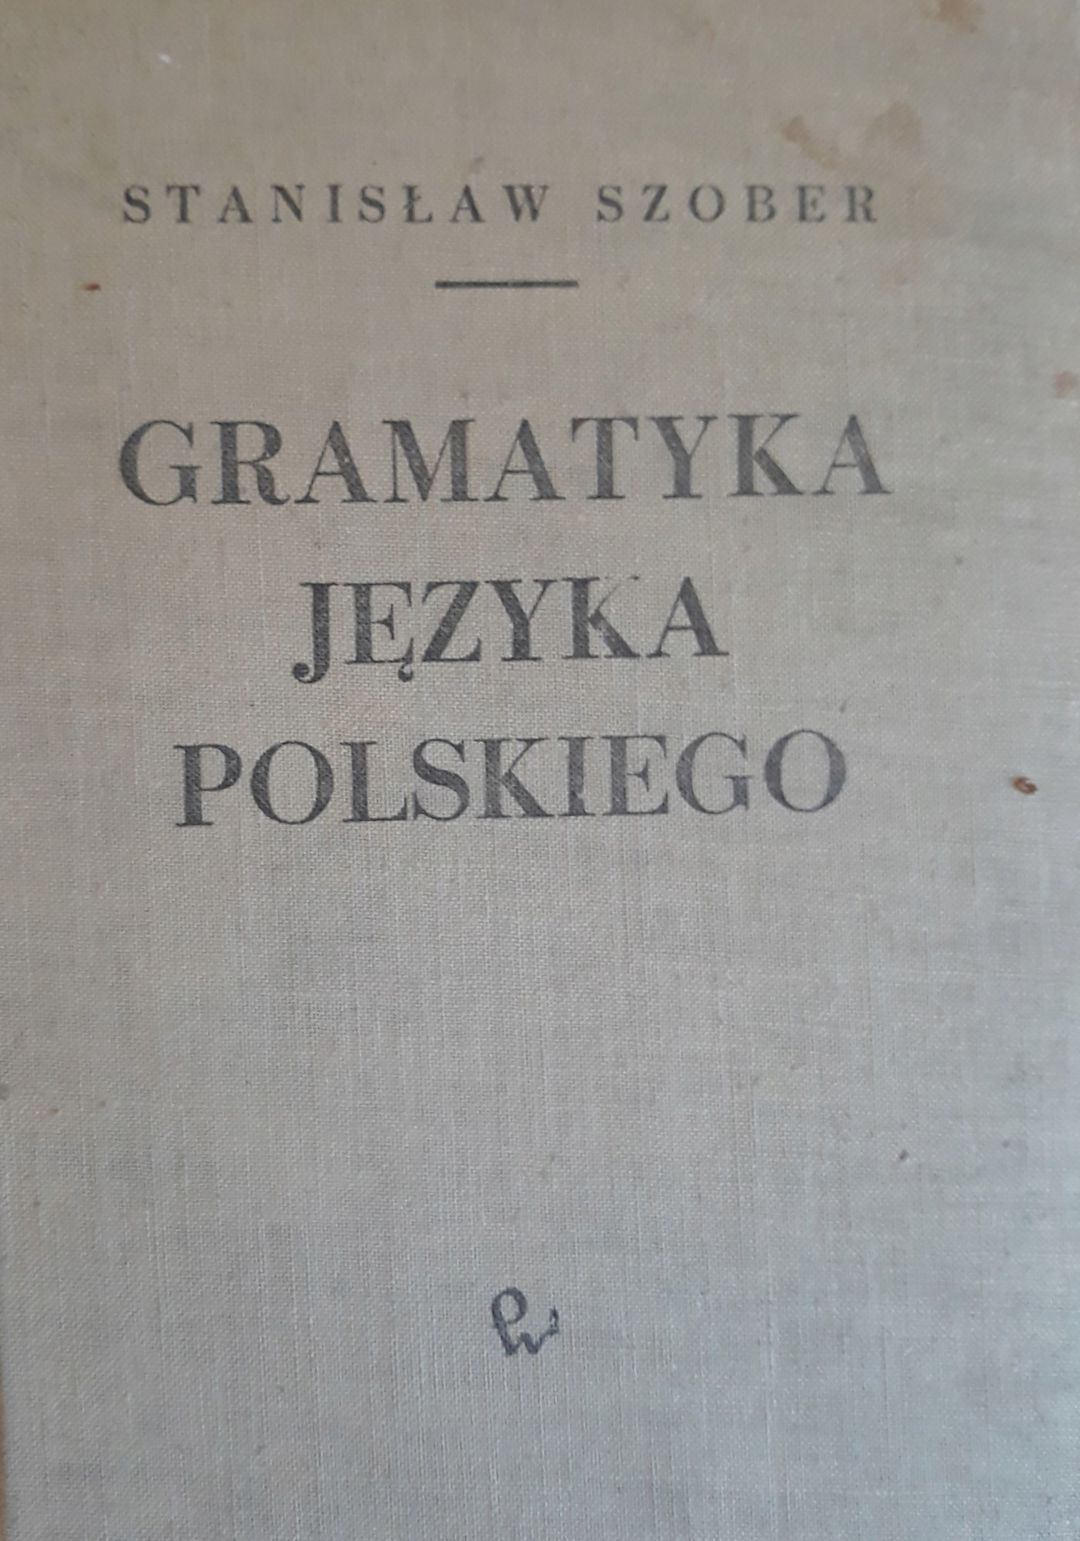 STANISŁAW SZOBER
GRAMATYKA
JĘZYKA
POLSKIEGO